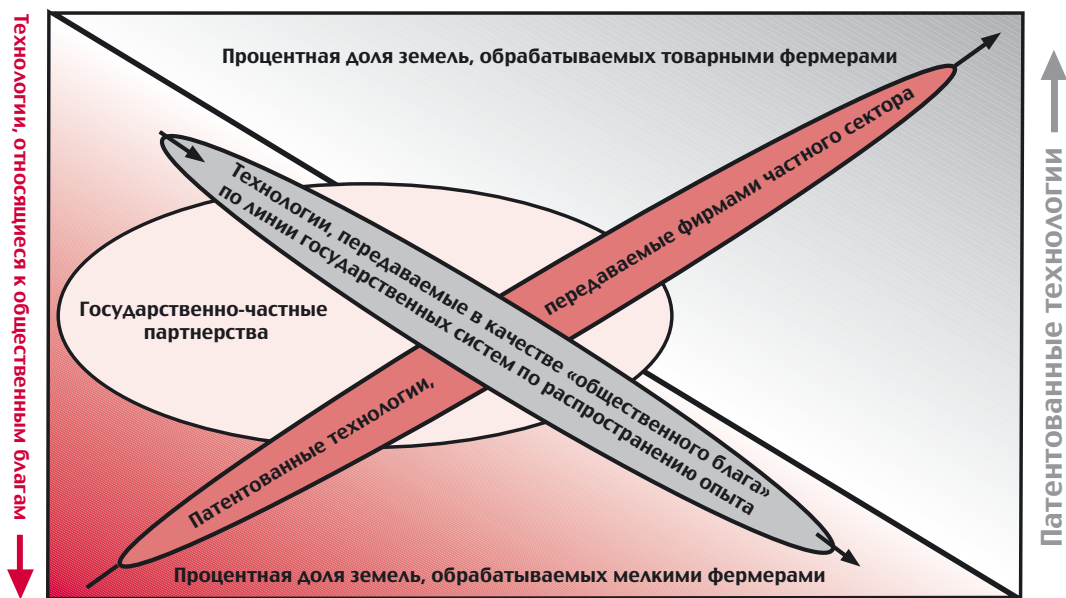 Технологии, относящиеся к общественным благам
Процентная доля земель, обрабатываемых товарными фермерами
Технологии, передаваемые в качестве «общественного блага»
по линии государственных систем по распространению опыта
Государственно-частные
партнерства
Патентованные технологии,
передаваемые фирмами частного сектора
Процентная доля земель, обрабатываемых мелкими фермерами
Патентованные технологии